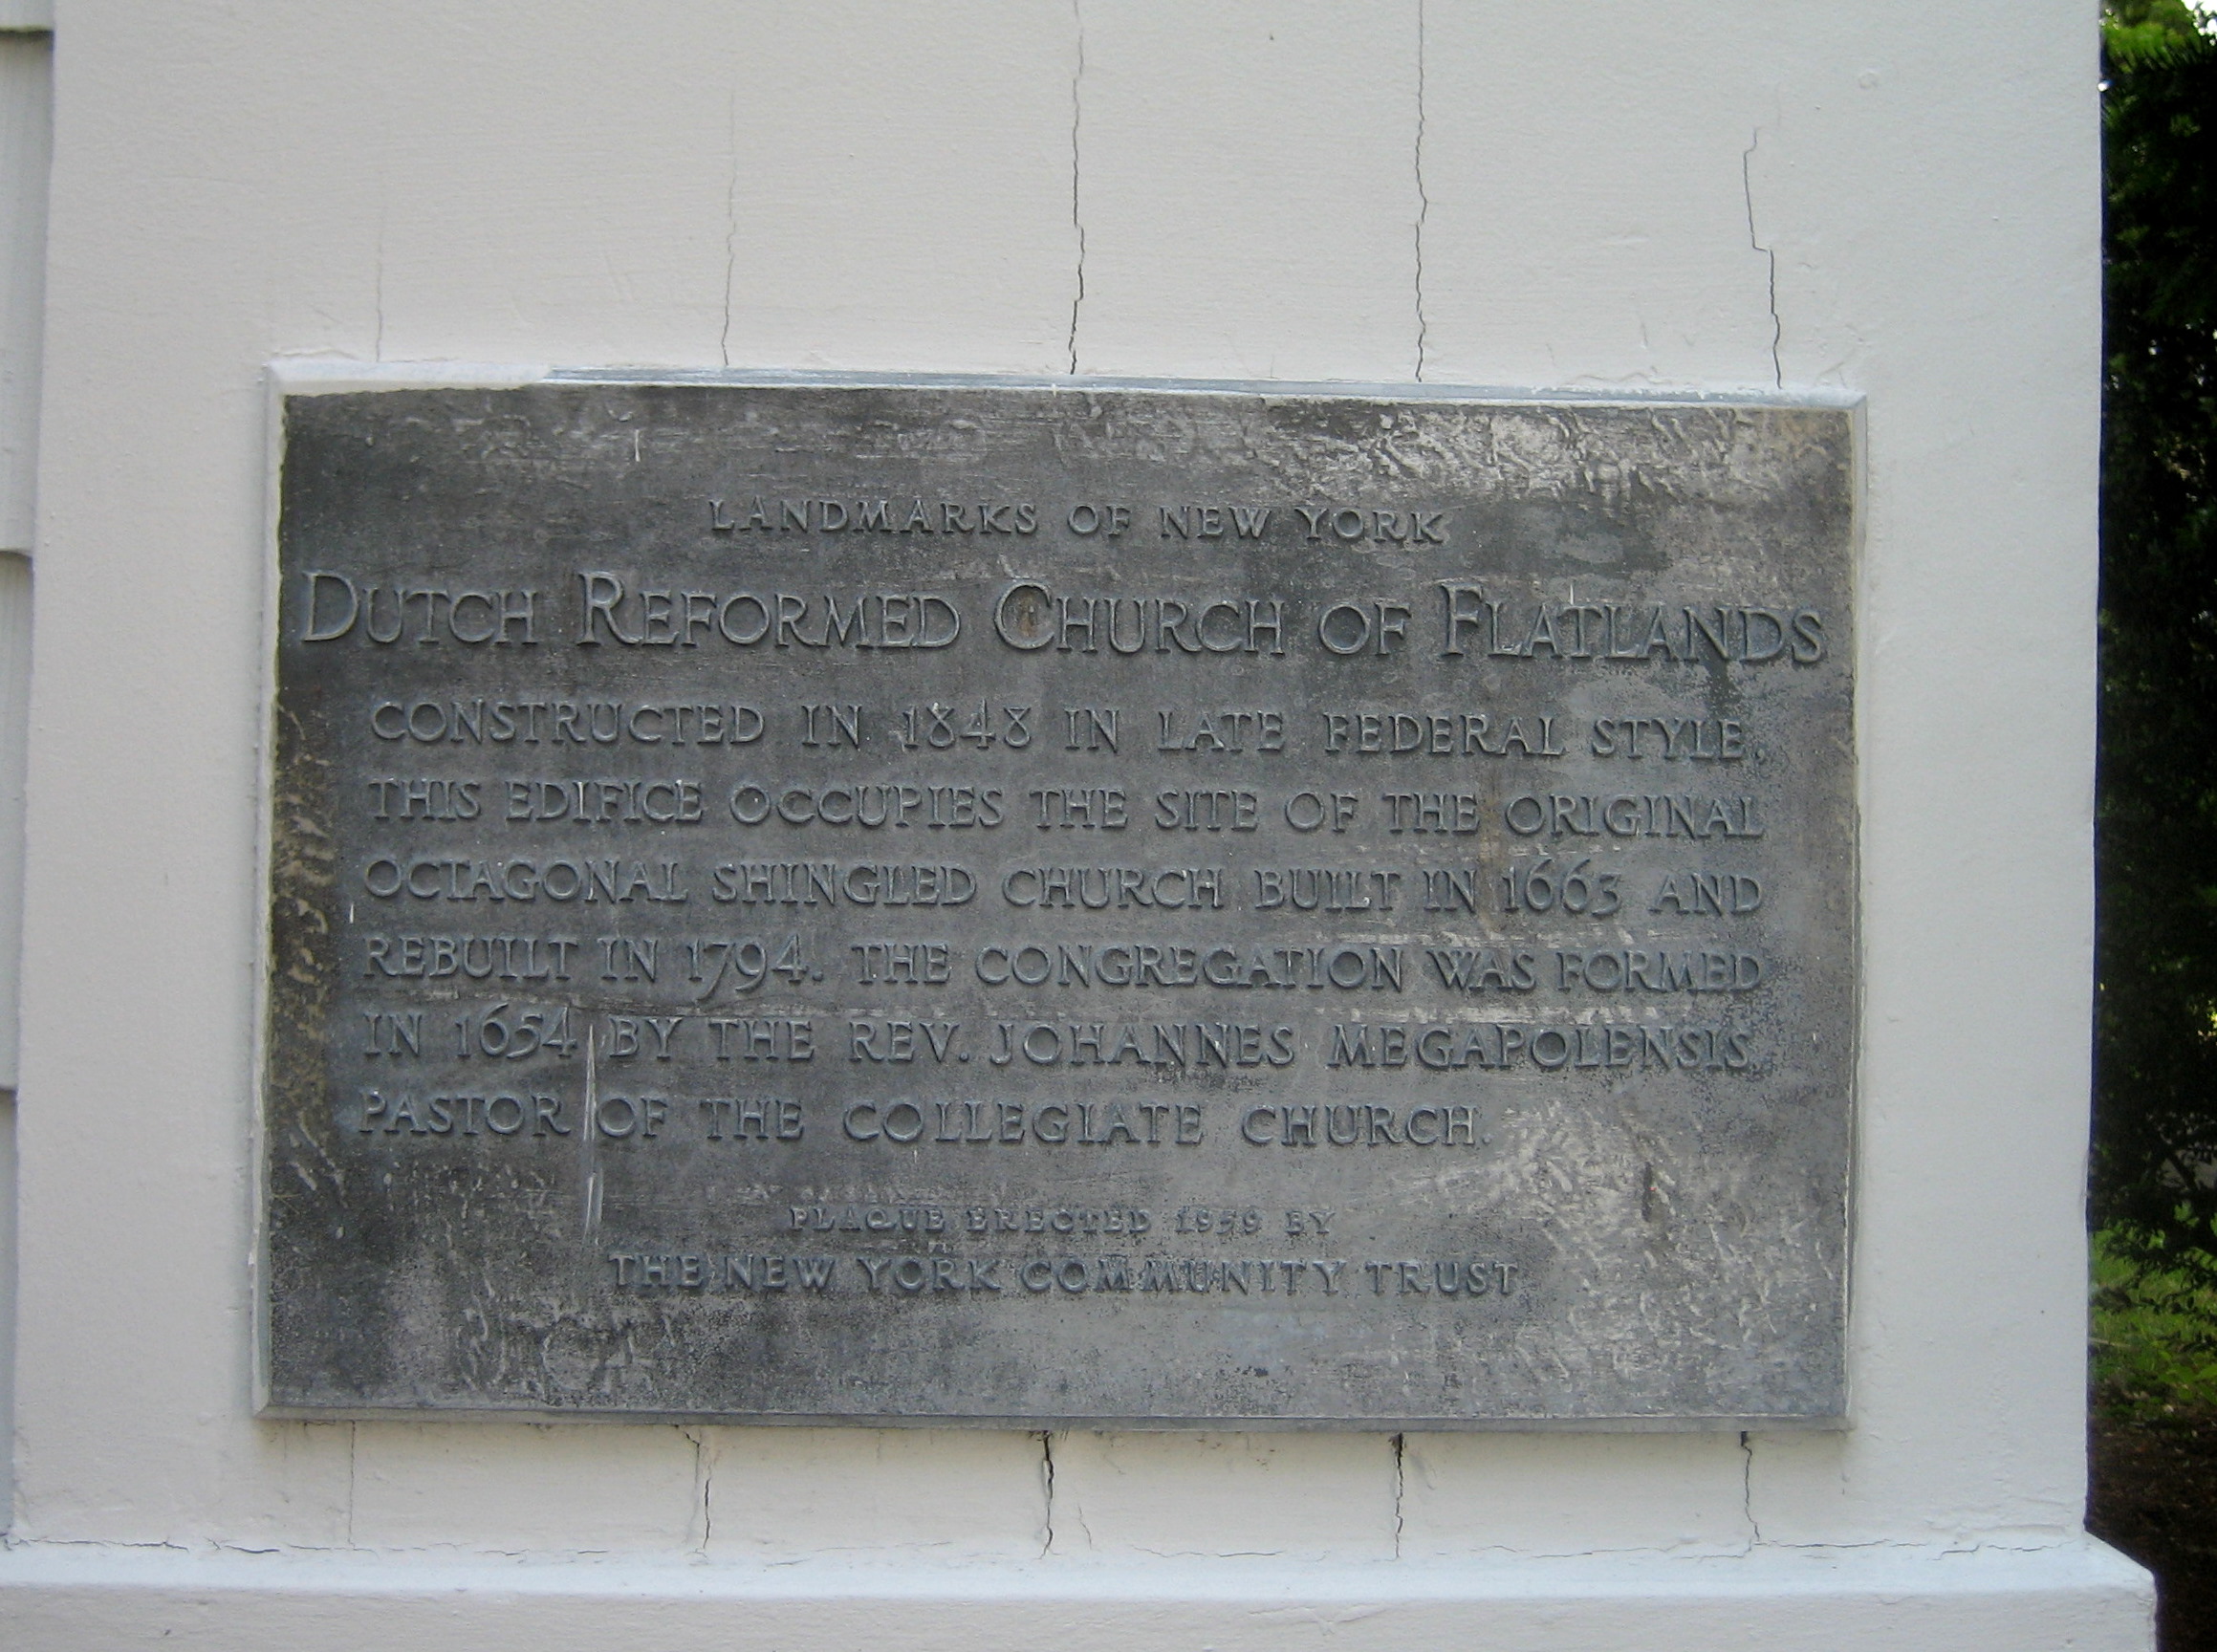 LANDMARKS OF NEW YORK
DUTCH REFORMED CHURCH OF FLATLANDS
CONSTRUCTED IN 1848 IN LATE FEDERAL STYLE,
THIS EDIFICE OCCUPIES THE SITE OF THE ORIGINAL
OCTAGONAL SHINGLED CHURCH BUILT IN 1663 AND
REBUILT IN 1794. THE CONGREGATION WAS FORMED
IN 1654 BY THE REV. JOHANNES MEGAPOLENSIS,
PASTOR OF THE COLLEGIATE CHURCH.
PLAQUE ERECTED 1959 BY
THE NEW YORK COMMUNITY TRUST